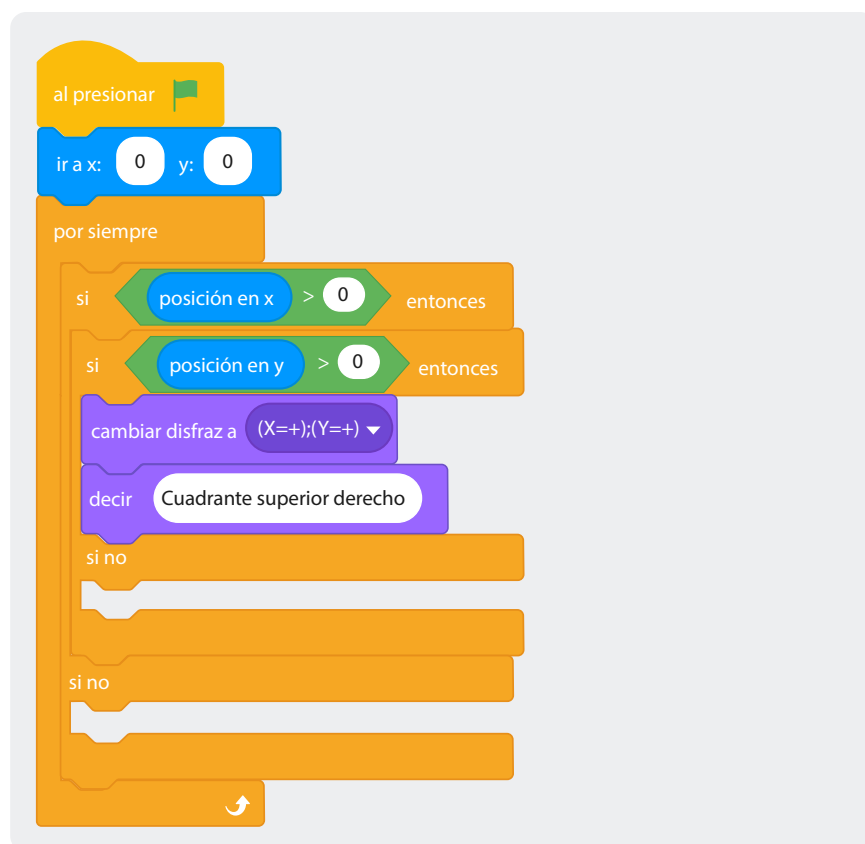 al presionar
ir a x: 0 y: 0
por siempre
si posición en x > 0 entonces
si posición en y > 0 entonces
cambiar disfraz a (X=+);(Y=+)
decir Cuadrante superior derecho
si no
si no